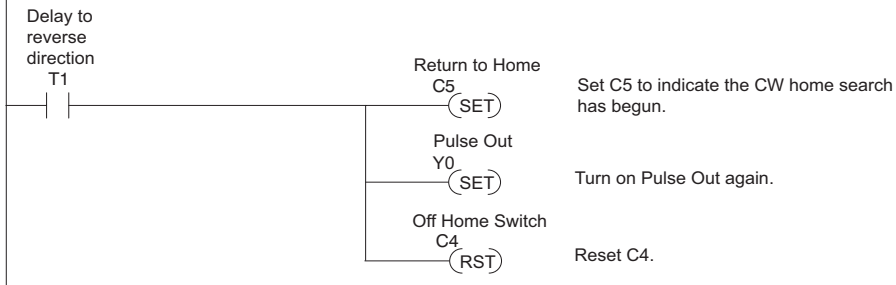 Delay to
reverse
direction
T1
Return to Home
C5
SET
Set C5 to indicate the CW home search
has begun.
Pulse Out
Y0
SET
Turn on Pulse Out again.
Off Home Switch
C4
RST
Reset C4.